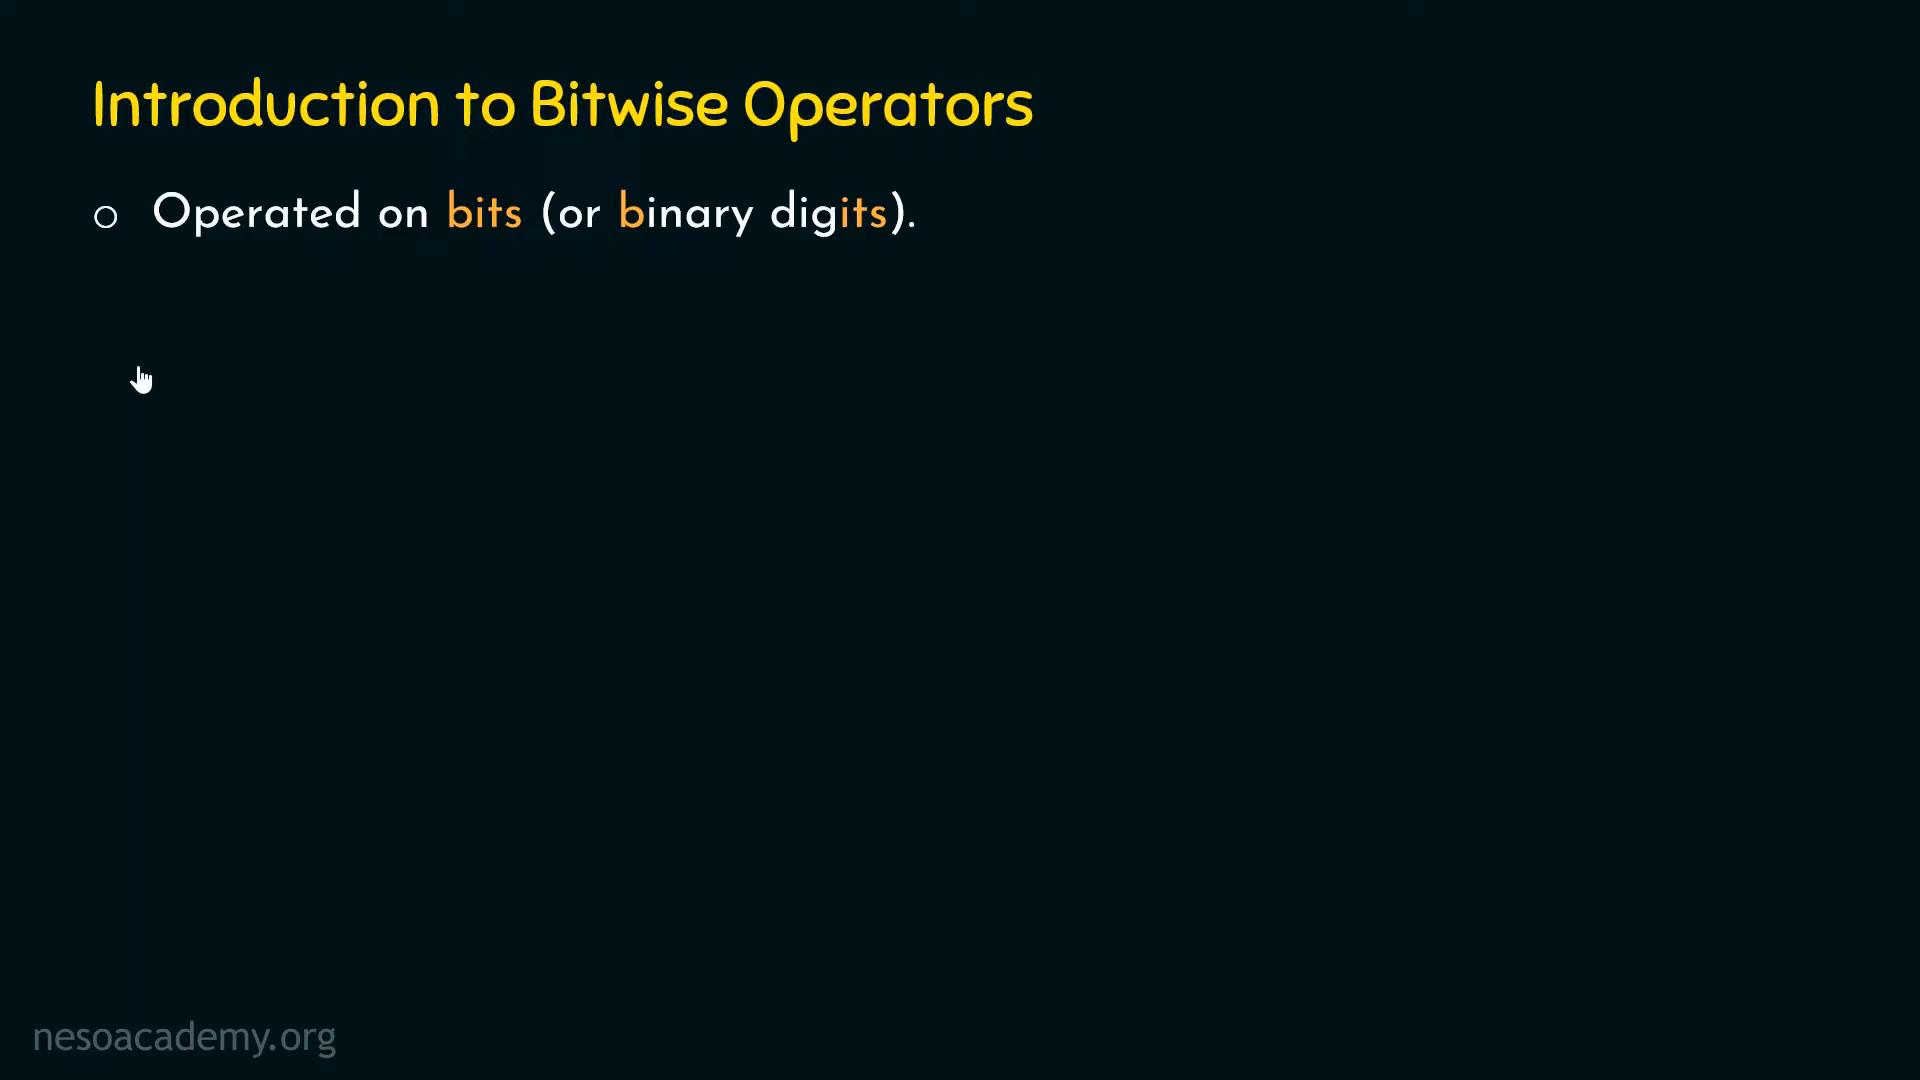 Introduction to Bitwise Operators
○ Operated on bits (or binary digits).
nesoacademy.org